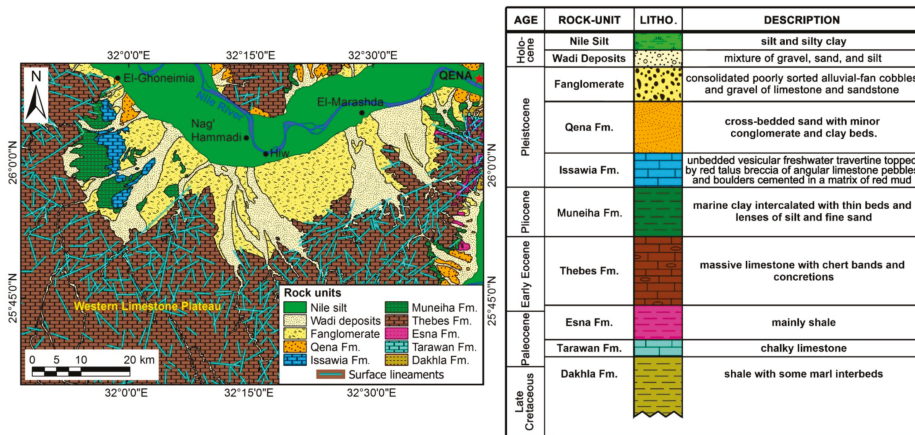 32°0'0"E
32°15'0"E
32°30'0"E
N
El-Ghoneimia
QENA
Nile River
El-Marashda
Nag'
Hammadi
Hiw
26°0'0"N
26°0'0"N
25°45'0"N
25°45'0"N
Western Limestone Plateau
Rock units
Nile silt
Muneiha Fm.
Wadi deposits
Thebes Fm.
Fanglomerate
Esna Fm.
Qena Fm.
Tarawan Fm.
Issawia Fm.
Dakhla Fm.
Surface lineaments
0 5 10 20 km
32°0'0"E
32°15'0"E
32°30'0"E
AGE ROCK-UNIT LITHO. DESCRIPTION
Holo-
cene
Nile Silt silt and silty clay
Wadi Deposits mixture of gravel, sand, and silt
Pleistocene
Fanglomerate consolidated poorly sorted alluvial-fan cobbles
and gravel of limestone and sandstone
Qena Fm. cross-bedded sand with minor
conglomerate and clay beds.
Issawia Fm. unbedded vesicular freshwater travertine topped
by red talus breccia of angular limestone pebbles
and boulders cemented in a matrix of red mud
Pliocene
Muneiha Fm. marine clay intercalated with thin beds and
lenses of silt and fine sand
Early Eocene
Thebes Fm. massive limestone with chert bands and
concretions
Paleocene
Esna Fm. mainly shale
Tarawan Fm. chalky limestone
Dakhla Fm. shale with some marl interbeds
Late
Cretaceous